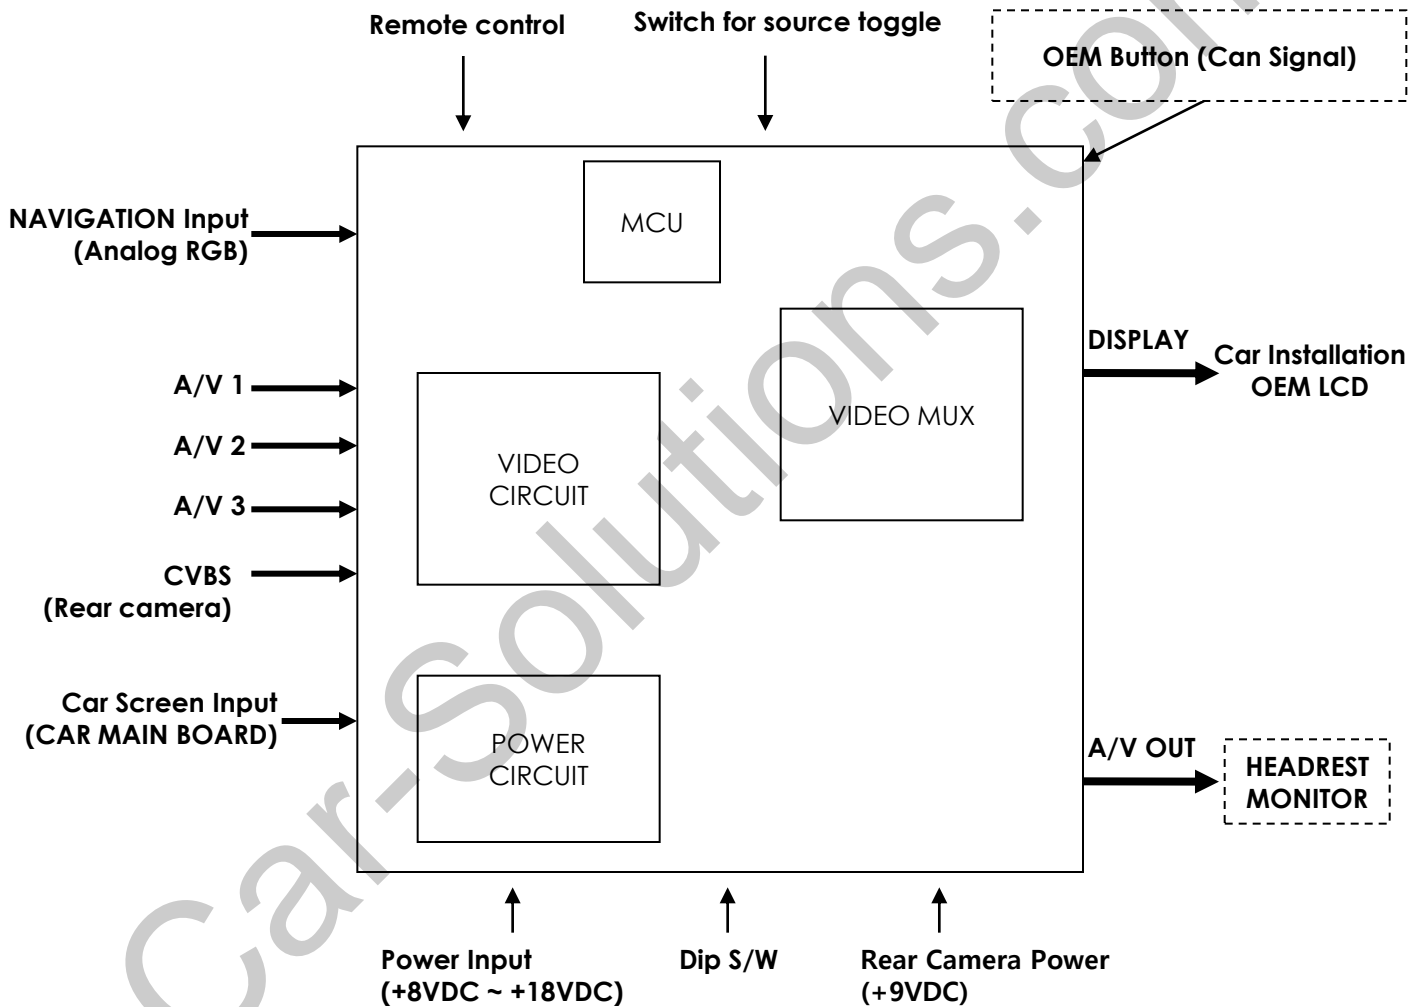 Remote control
Switch for source toggle
OEM Button (Can Signal)
MCU
NAVIGATION Input
(Analog RGB)
DISPLAY
Car Installation
OEM LCD
A/V 1
A/V 2
A/V 3
VIDEO MUX
VIDEO
CIRCUIT
CVBS
(Rear camera)
Car Screen Input
(CAR MAIN BOARD)
POWER
CIRCUIT
A/V OUT
HEADREST
MONITOR
Power Input
(+8VDC ~ +18VDC)
Dip S/W
Rear Camera Power
(+9VDC)
Car-Solutions.com